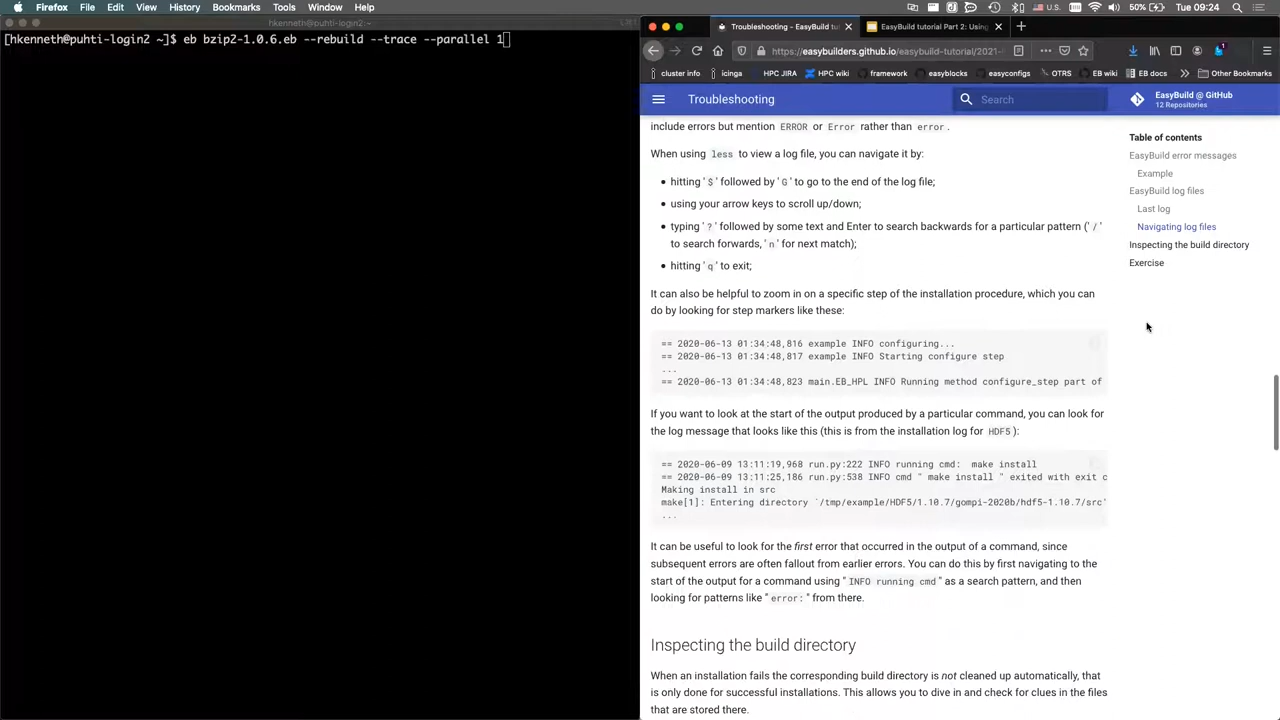 Firefox File Edit View History Bookmarks Tools Window Help
50% Tue 09:24
hkenneth@puhti-login2:~
[hkenneth@puhti-login2 ~]$ eb bzip2-1.0.6.eb --rebuild --trace --parallel 1
Troubleshooting - EasyBuild tut
EasyBuild tutorial Part 2: Using
https://easybuilders.github.io/easybuild-tutorial/2021-
cluster info icinga HPC JIRA HPC wiki framework easyblocks easyconfigs OTRS EB wiki EB docs Other Bookmarks
Troubleshooting
Search
EasyBuild @ GitHub
12 Repositories
include errors but mention ERROR or Error rather than error.
When using less to view a log file, you can navigate it by:
hitting '$' followed by 'G' to go to the end of the log file;
using your arrow keys to scroll up/down;
typing '?' followed by some text and Enter to search backwards for a particular pattern ('/'
to search forwards, 'n' for next match);
hitting 'q' to exit;
It can also be helpful to zoom in on a specific step of the installation procedure, which you can
do by looking for step markers like these:
== 2020-06-13 01:34:48,816 example INFO configuring...
== 2020-06-13 01:34:48,817 example INFO Starting configure step
...
== 2020-06-13 01:34:48,823 main.EB_HPL INFO Running method configure_step part of
If you want to look at the start of the output produced by a particular command, you can look for
the log message that looks like this (this is from the installation log for HDF5):
== 2020-06-09 13:11:19,968 run.py:222 INFO running cmd: make install
== 2020-06-09 13:11:25,186 run.py:538 INFO cmd " make install " exited with exit c
Making install in src
make[1]: Entering directory `/tmp/example/HDF5/1.10.7/gompi-2020b/hdf5-1.10.7/src'
...
It can be useful to look for the first error that occurred in the output of a command, since
subsequent errors are often fallout from earlier errors. You can do this by first navigating to the
start of the output for a command using "INFO running cmd" as a search pattern, and then
looking for patterns like "error:" from there.
Inspecting the build directory
When an installation fails the corresponding build directory is not cleaned up automatically, that
is only done for successful installations. This allows you to dive in and check for clues in the files
that are stored there.
Table of contents
EasyBuild error messages
Example
EasyBuild log files
Last log
Navigating log files
Inspecting the build directory
Exercise